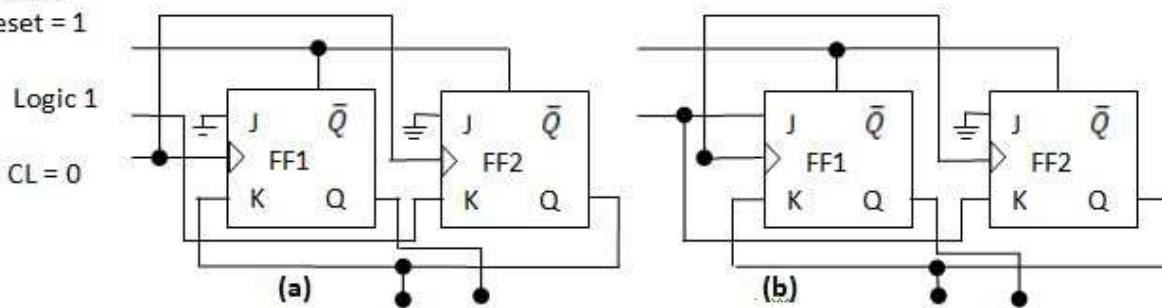 eset = 1
Logic 1
CL = 0
J Q̅
FF1
K Q
J Q̅
FF2
K Q
(a)
J Q̅
FF1
K Q
J Q̅
FF2
K Q
(b)